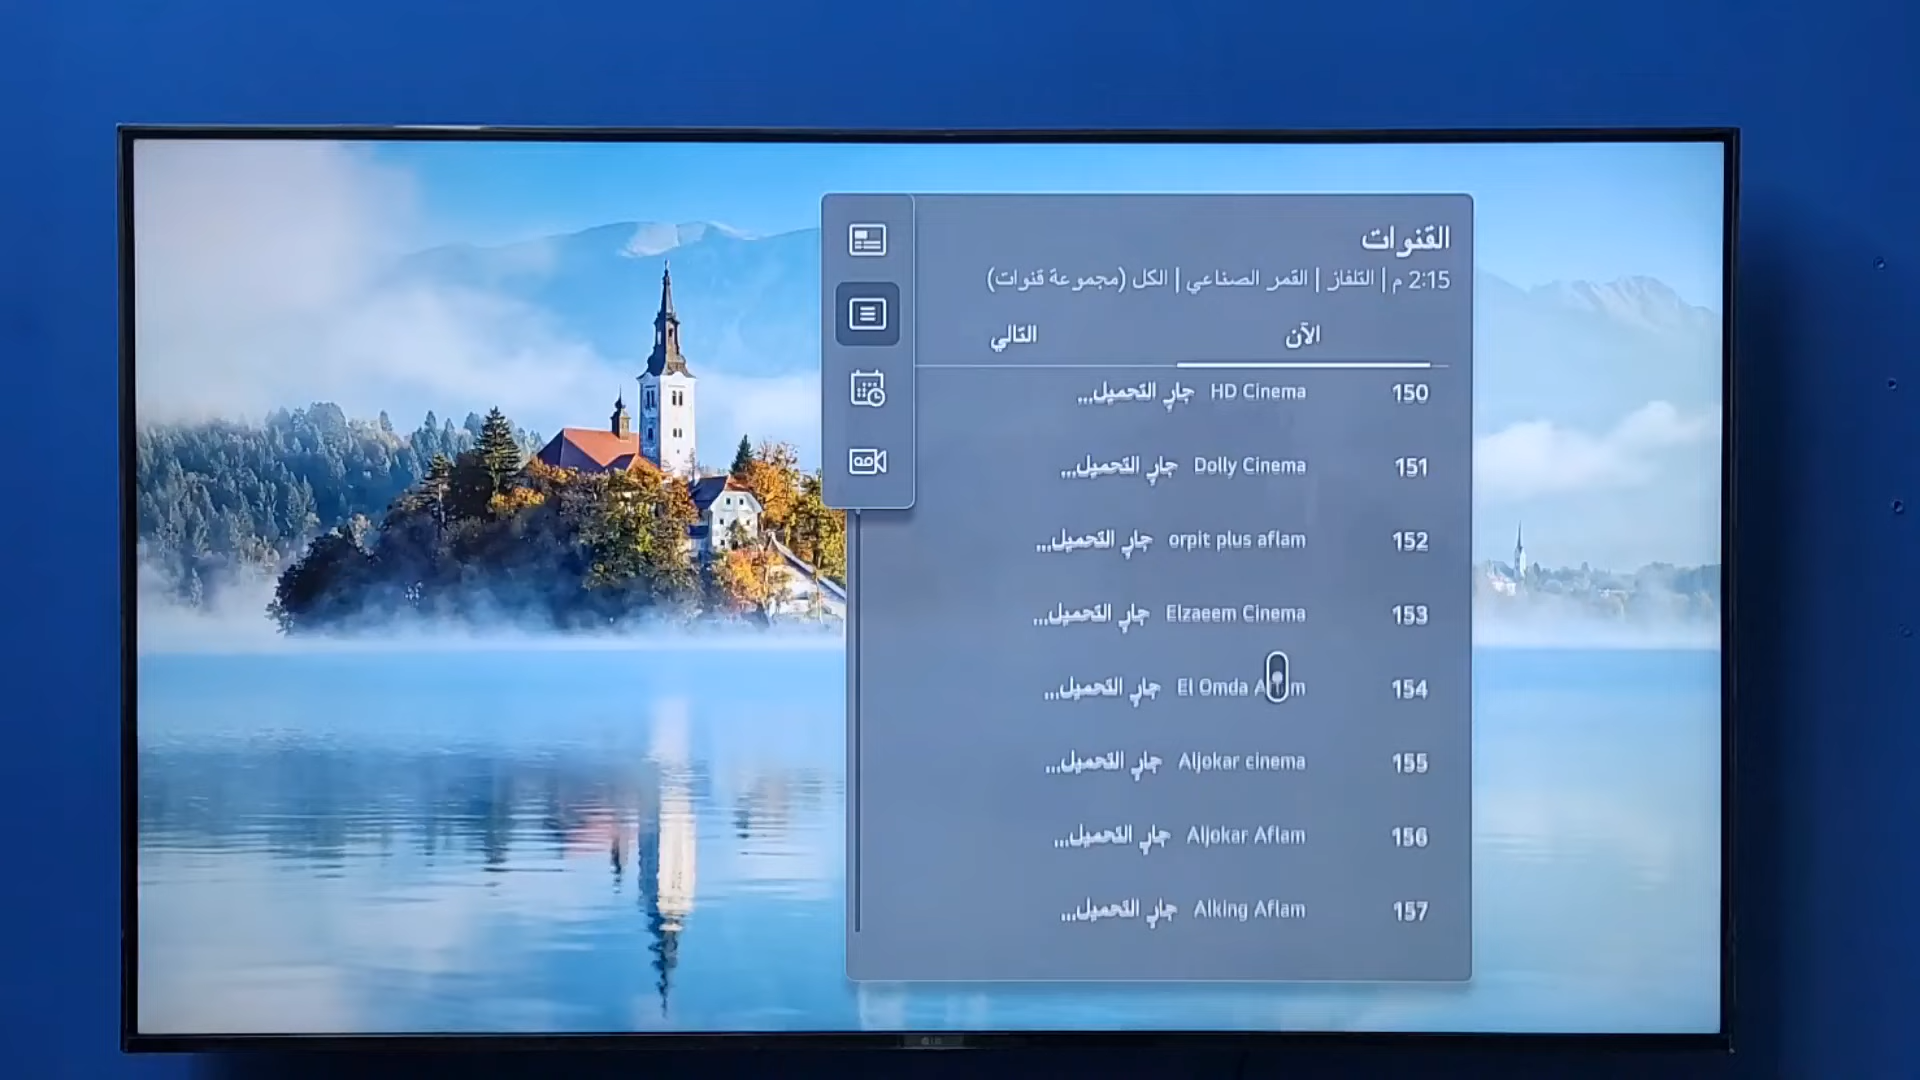 القنوات
2:15 م | التلفاز | القمر الصناعي | الكل (مجموعة قنوات)
الآن التالي
150 HD Cinema جارٍ التحميل...
151 Dolly Cinema جارٍ التحميل...
152 orpit plus aflam جارٍ التحميل...
153 Elzaeem Cinema جارٍ التحميل...
154 El Omda جارٍ التحميل...
155 Aljokar cinema جارٍ التحميل...
156 Aljokar Aflam جارٍ التحميل...
157 Alking Aflam جارٍ التحميل...
LG